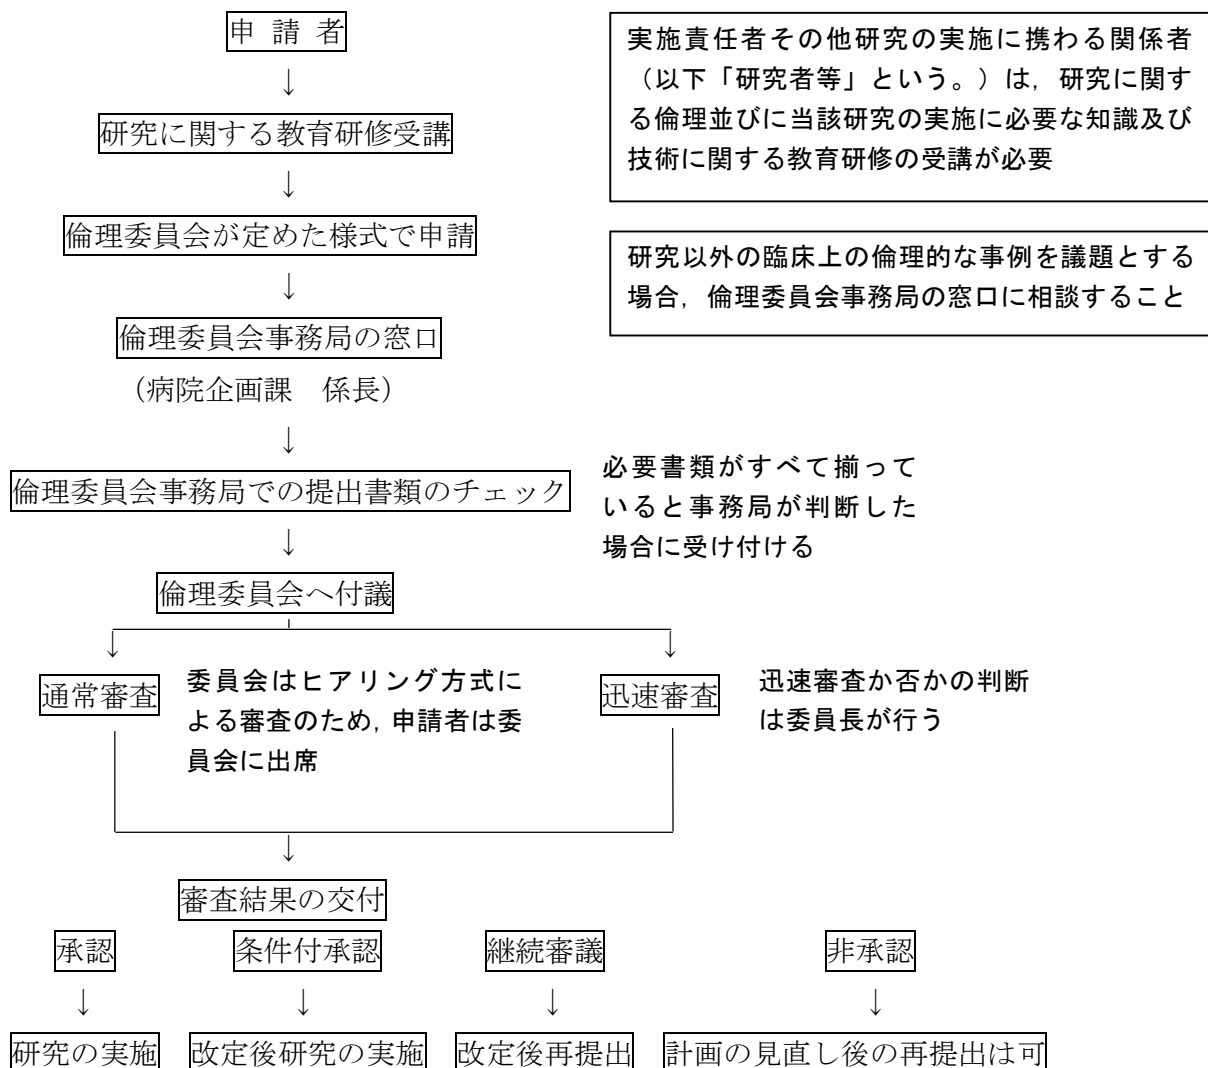 申 請 者
↓
研究に関する教育研修受講
↓
倫理委員会が定めた様式で申請
↓
倫理委員会事務局の窓口
（病院企画課　係長）
↓
倫理委員会事務局での提出書類のチェック
↓
倫理委員会へ付議
実施責任者その他研究の実施に携わる関係者
（以下「研究者等」という。）は，研究に関す
る倫理並びに当該研究の実施に必要な知識及び
技術に関する教育研修の受講が必要
研究以外の臨床上の倫理的な事例を議題とする
場合，倫理委員会事務局の窓口に相談すること
必要書類がすべて揃って
いると事務局が判断した
場合に受け付ける
↓ ↓
通常審査
委員会はヒアリング方式に
よる審査のため，申請者は委
員会に出席
迅速審査
迅速審査か否かの判断
は委員長が行う
↓
審査結果の交付
承認 条件付承認 継続審議 非承認
↓ ↓ ↓ ↓
研究の実施 改定後研究の実施 改定後再提出 計画の見直し後の再提出は可